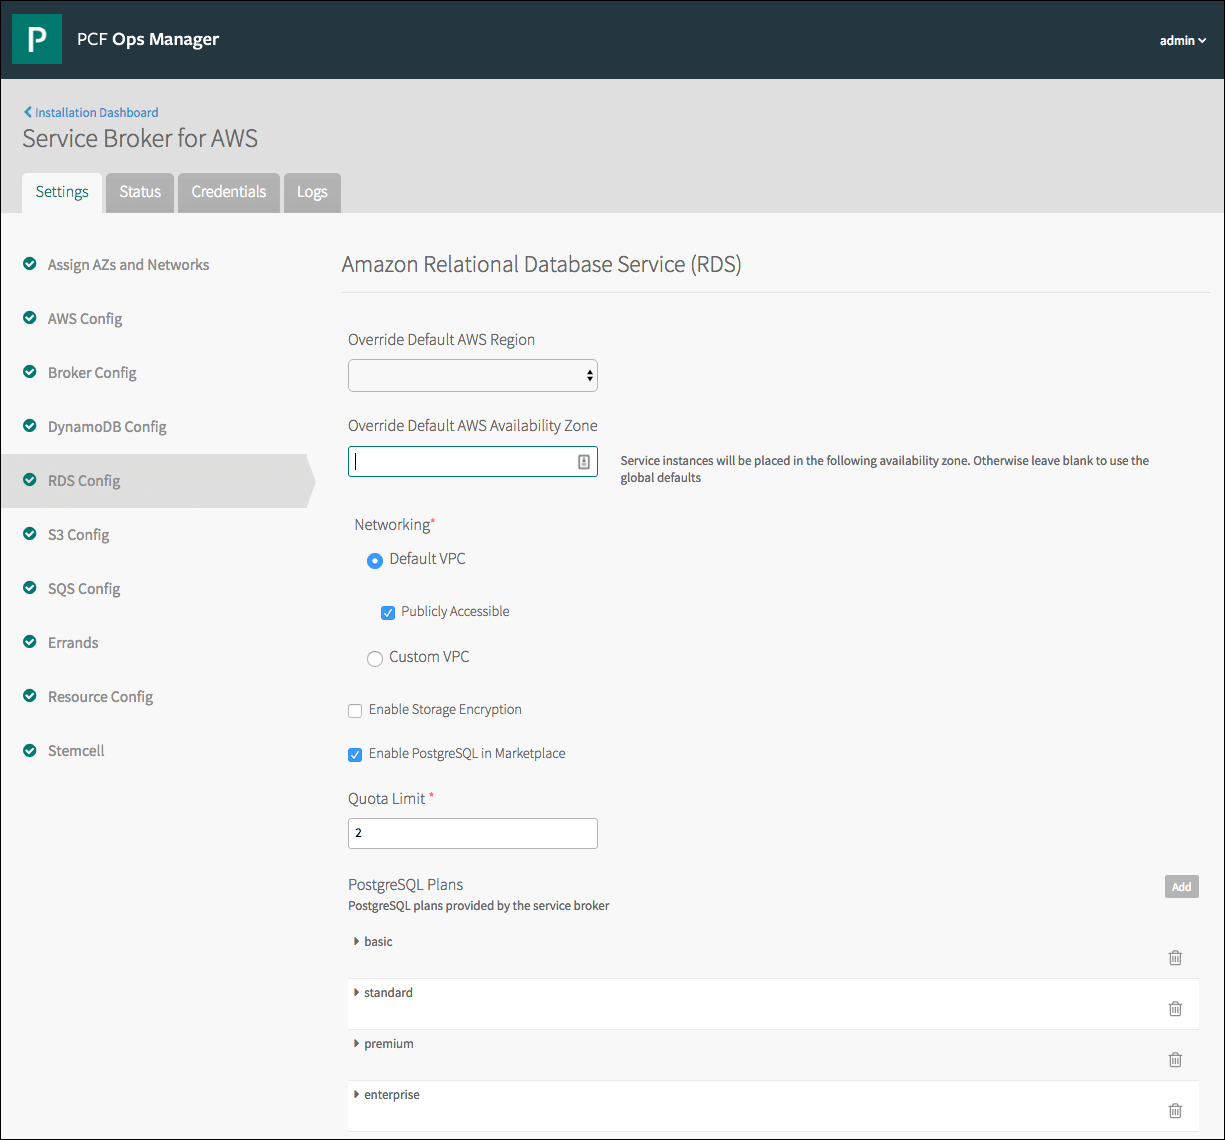 P
PCF Ops Manager
admin
Installation Dashboard
Service Broker for AWS
Settings
Status
Credentials
Logs
Assign AZs and Networks
AWS Config
Broker Config
DynamoDB Config
RDS Config
S3 Config
SQS Config
Errands
Resource Config
Stemcell
Amazon Relational Database Service (RDS)
Override Default AWS Region
Override Default AWS Availability Zone
Service instances will be placed in the following availability zone. Otherwise leave blank to use the
global defaults
Networking*
Default VPC
Publicly Accessible
Custom VPC
Enable Storage Encryption
Enable PostgreSQL in Marketplace
Quota Limit *
2
PostgreSQL Plans
Add
PostgreSQL plans provided by the service broker
basic
standard
premium
enterprise